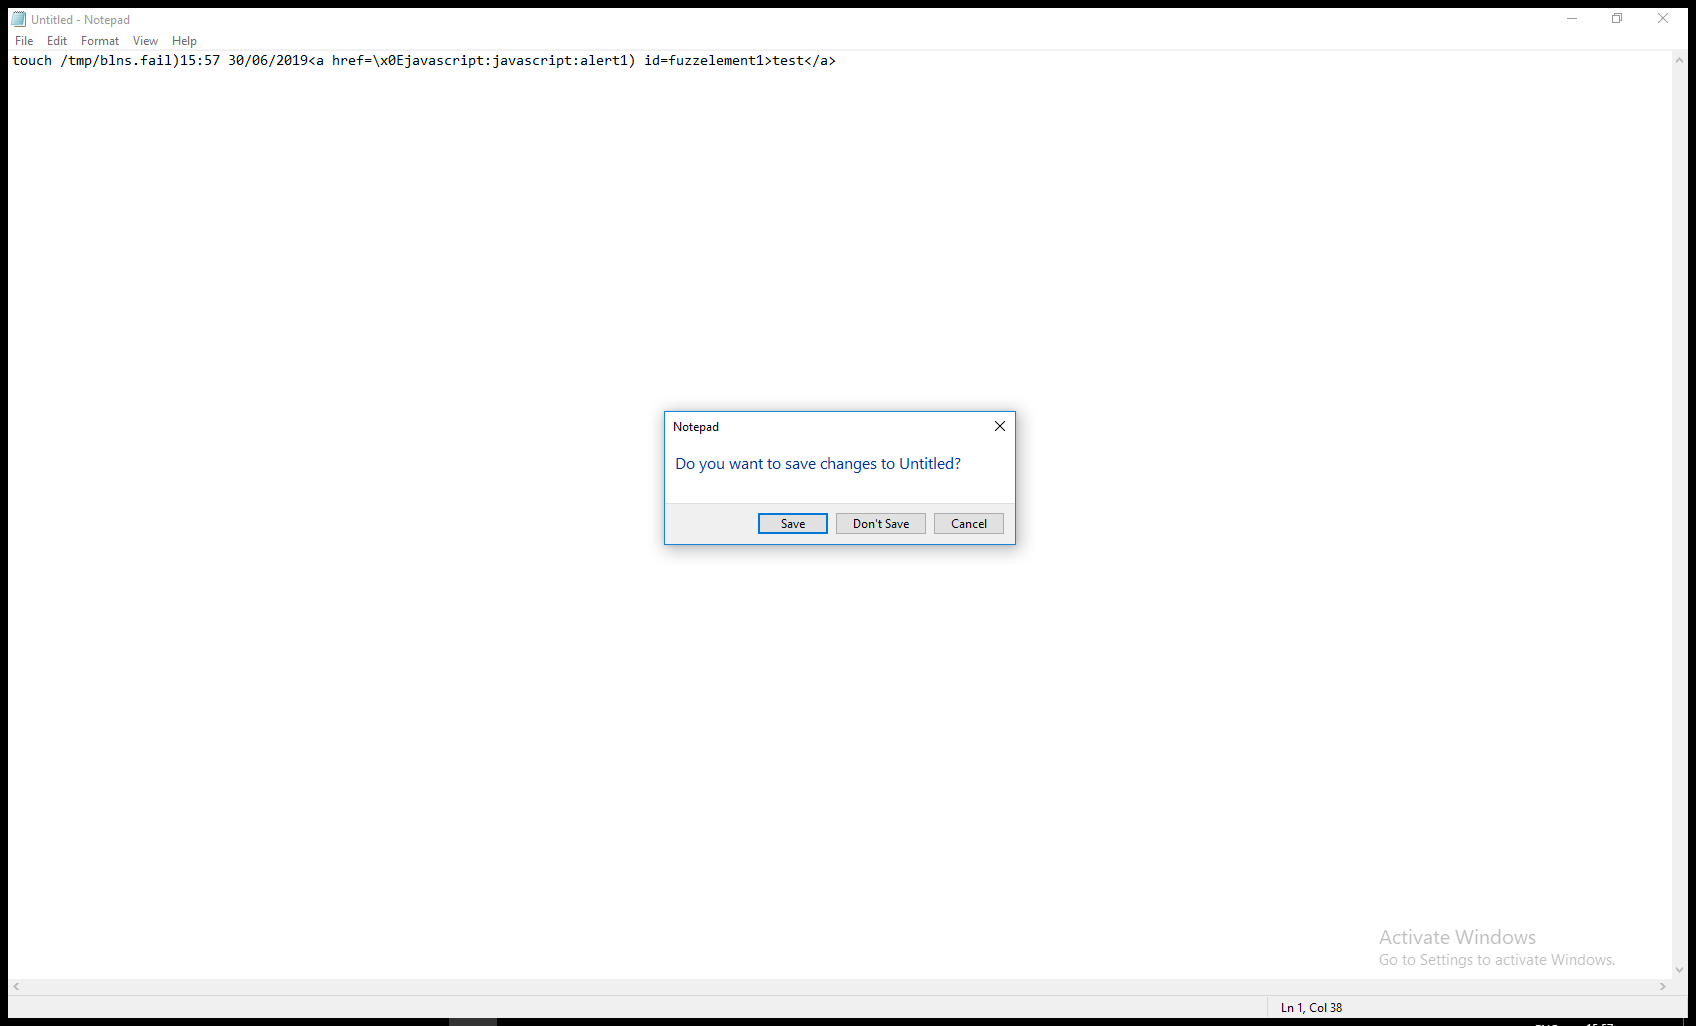 Untitled - Notepad
File Edit Format View Help
touch /tmp/blns.fail)15:57 30/06/2019<a href=\x0Ejavascript:javascript:alert1) id=fuzzelement1>test</a>
Notepad
Do you want to save changes to Untitled?
Save Don't Save Cancel
Activate Windows
Go to Settings to activate Windows.
Ln 1, Col 38